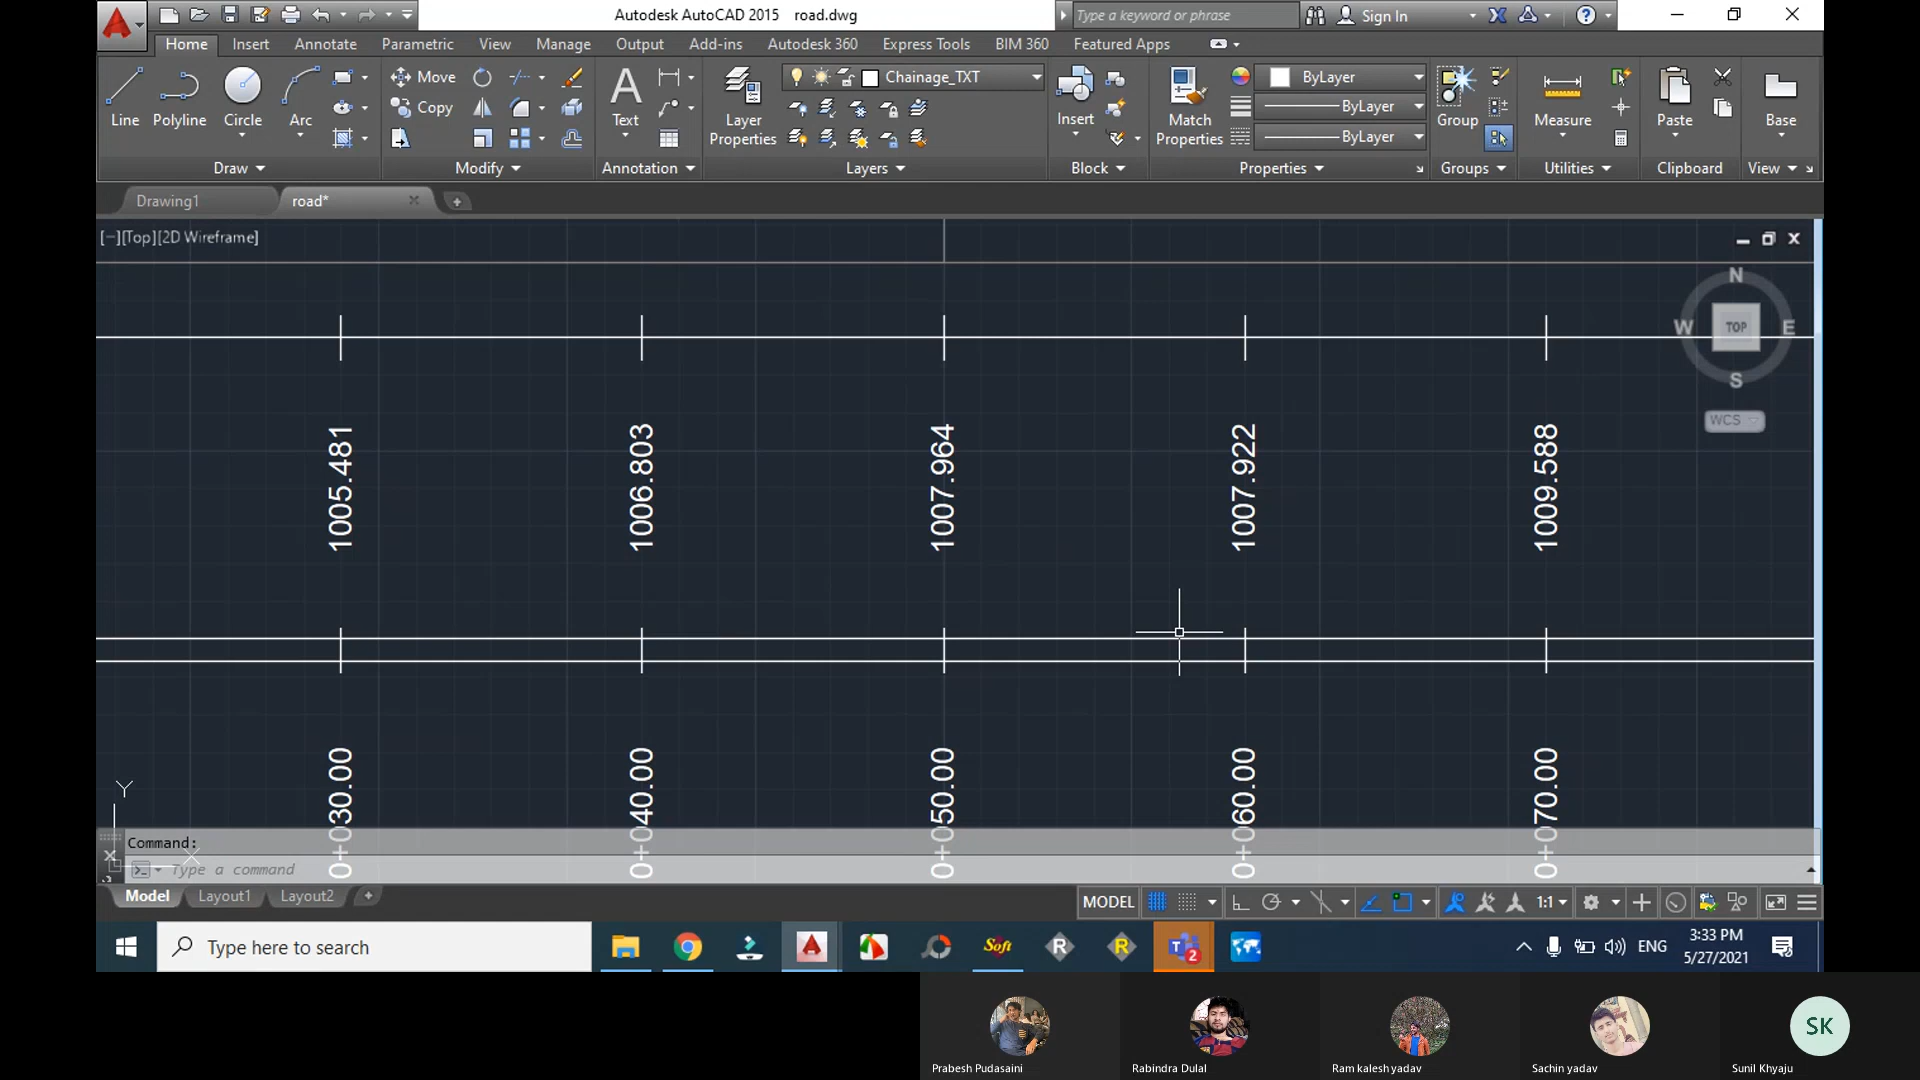 Autodesk AutoCAD 2015 road.dwg
Type a keyword or phrase
Sign In
Home Insert Annotate Parametric View Manage Output Add-ins Autodesk 360 Express Tools BIM 360 Featured Apps
Line Polyline Circle Arc
Move
Copy
Text
Layer Properties
Chainage_TXT
Insert
Match Properties
ByLayer
ByLayer
ByLayer
Group
Measure
Paste
Base
Draw Modify Annotation Layers Block Properties Groups Utilities Clipboard View
Drawing1 road*
[−][Top][2D Wireframe]
N
W TOP E
S
WCS
1005.481 1006.803 1007.964 1007.922 1009.588
0+030.00 0+040.00 0+050.00 0+060.00 0+070.00
Y
X
Command:
Type a command
Model Layout1 Layout2
MODEL 1:1
Type here to search
Soft
R
R
T 2
ENG
3:33 PM
5/27/2021
SK
Prabesh Pudasaini Rabindra Dulal Ram kalesh yadav Sachin yadav Sunil Khyaju